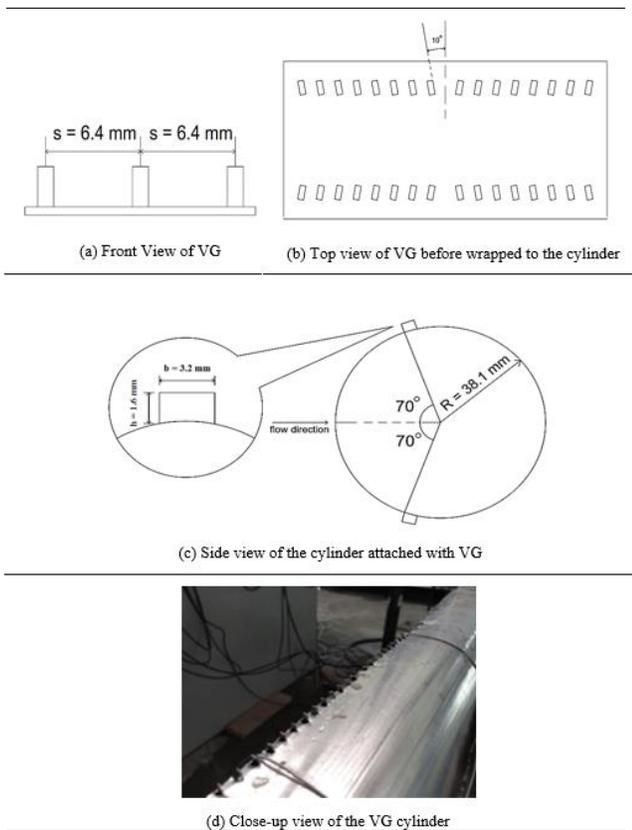 10°
s = 6.4 mm s = 6.4 mm
(a) Front View of VG
(b) Top view of VG before wrapped to the cylinder
b = 3.2 mm
h = 1.6 mm
flow direction
70°
70°
R = 38.1 mm
(c) Side view of the cylinder attached with VG
(d) Close-up view of the VG cylinder